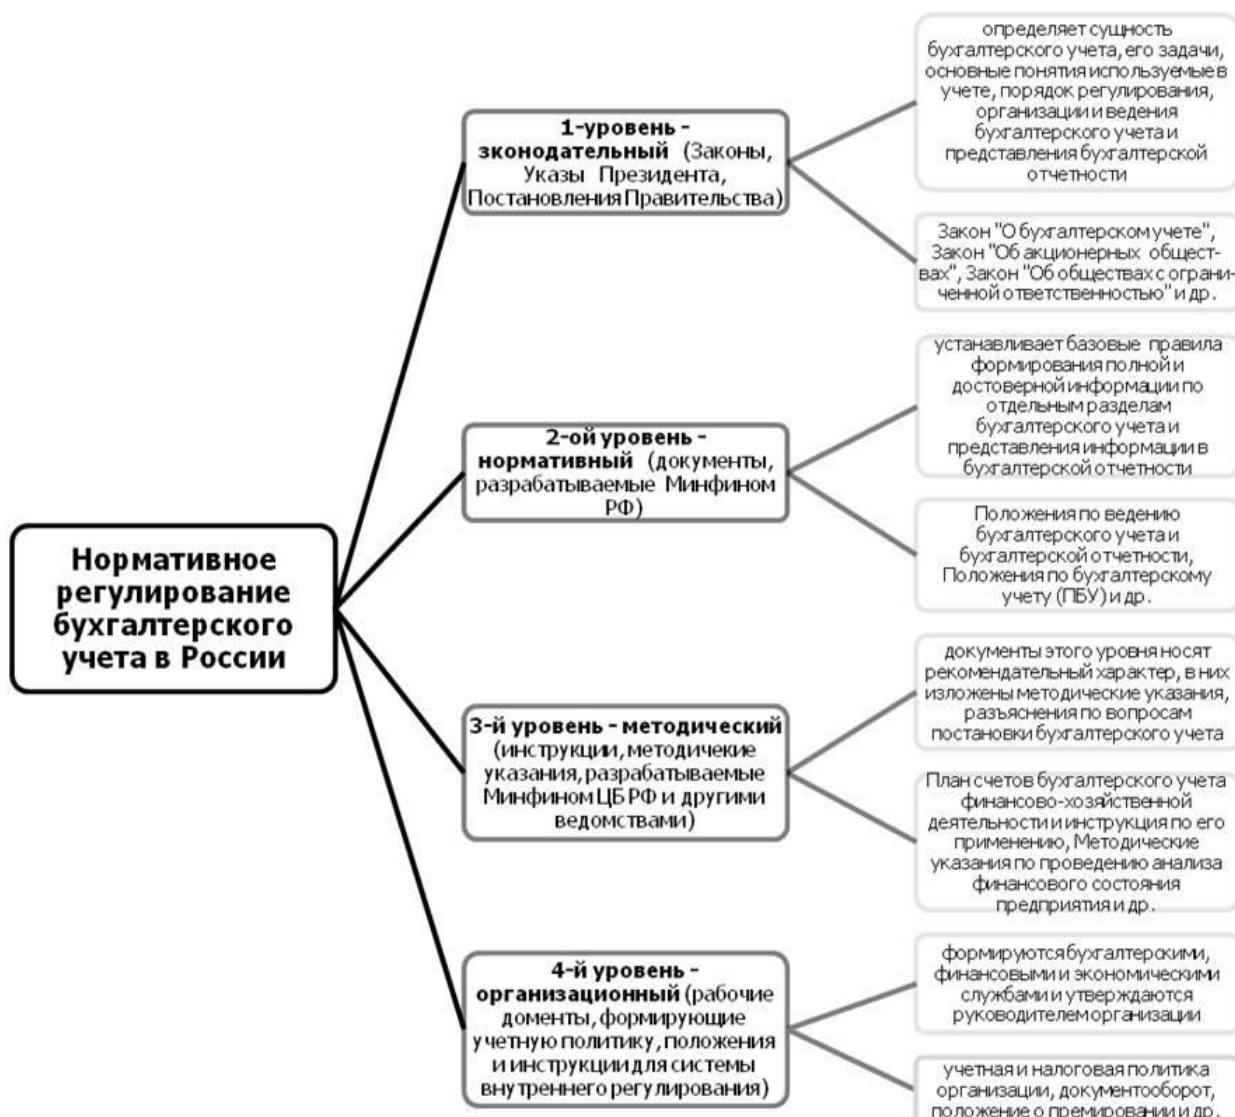 Нормативное
регулирование
бухгалтерского
учета в России
1-уровень -
зконодательный (Законы,
Указы Президента,
Постановления Правительства)
определяет сущность
бухгалтерского учета, его задачи,
основные понятия используемые в
учете, порядок регулирования,
организации и ведения
бухгалтерского учета и
представления бухгалтерской
отчетности
Закон "О бухгалтерском учете",
Закон "Об акционерных общест-
вах", Закон "Об обществах с ограни-
ченной ответственностью" и др.
2-ой уровень -
нормативный (документы,
разрабатываемые Минфином
РФ)
устанавливает базовые правила
формирования полной и
достоверной информации по
отдельным разделам
бухгалтерского учета и
представления информации в
бухгалтерской отчетности
Положения по ведению
бухгалтерского учета и
бухгалтерской отчетности,
Положения по бухгалтерскому
учету (ПБУ) и др.
3-й уровень - методический
(инструкции, методичекие
указания, разрабатываемые
Минфином ЦБ РФ и другими
ведомствами)
документы этого уровня носят
рекомендательный характер, в них
изложены методические указания,
разъяснения по вопросам
постановки бухгалтерского учета
План счетов бухгалтерского учета
финансово-хозяйственной
деятельности и инструкция по его
применению, Методические
указания по проведению анализа
финансового состояния
предприятия и др.
4-й уровень -
организационный (рабочие
доменты, формирующие
учетную политику, положения
и инструкции для системы
внутреннего регулирования)
формируются бухгалтерскими,
финансовыми и экономическими
службами и утверждаются
руководителем организации
учетная и налоговая политика
организации, документооборот,
положение о премировании и др.